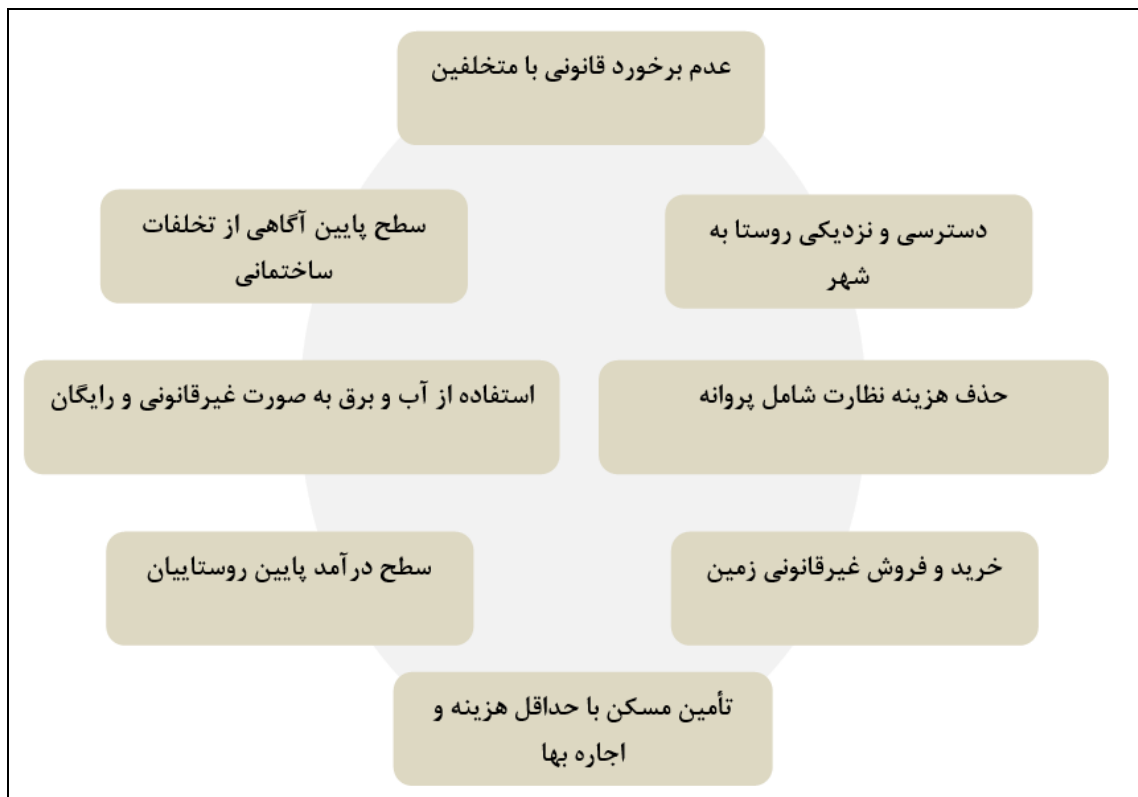 عدم برخورد قانونی با متخلفین
دسترسی و نزدیکی روستا به
شهر
سطح پایین آگاهی از تخلفات
ساختمانی
حذف هزینه نظارت شامل پروانه
استفاده از آب و برق به صورت غیرقانونی و رایگان
خرید و فروش غیرقانونی زمین
سطح درآمد پایین روستاییان
تأمین مسکن با حداقل هزینه و
اجاره بها